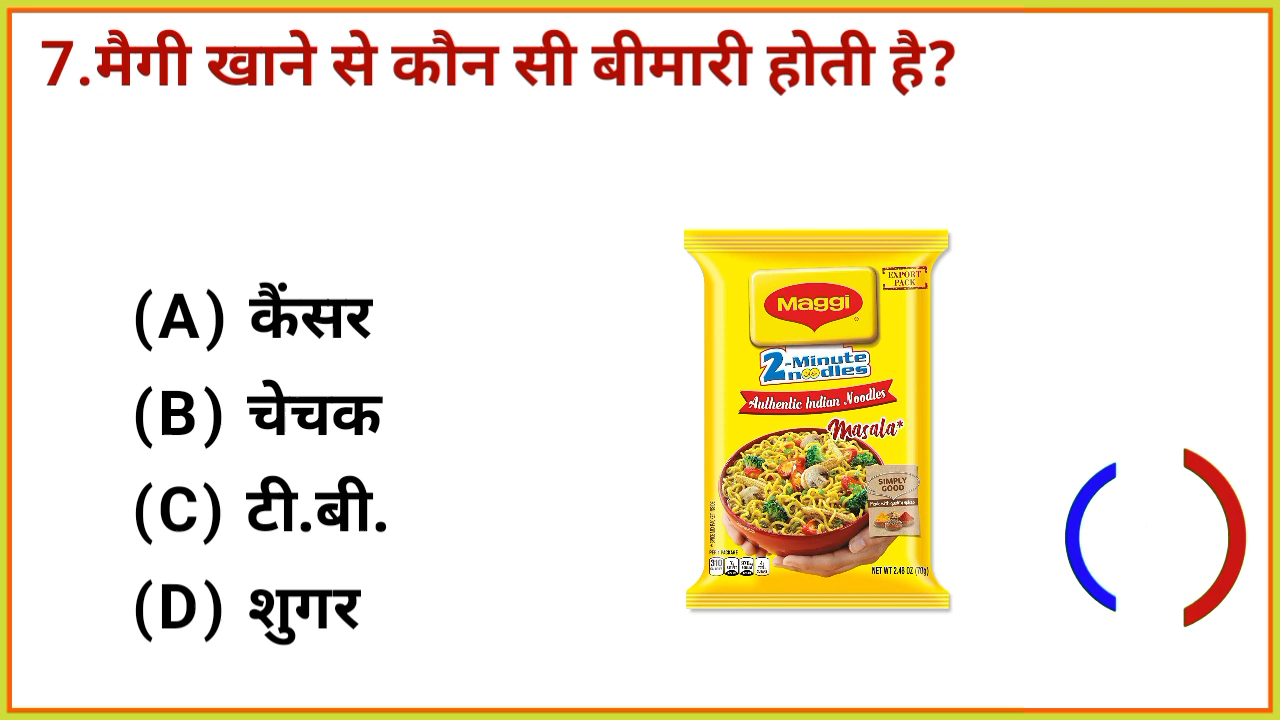 7.मैगी खाने से कौन सी बीमारी होती है?
(A) कैंसर
(B) चेचक
(C) टी.बी.
(D) शुगर
EXPORT
PACK
Maggi
2-Minute
noodles
Authentic Indian Noodles
Masala*
SIMPLY
GOOD
NET WT 2.46 OZ (70g)